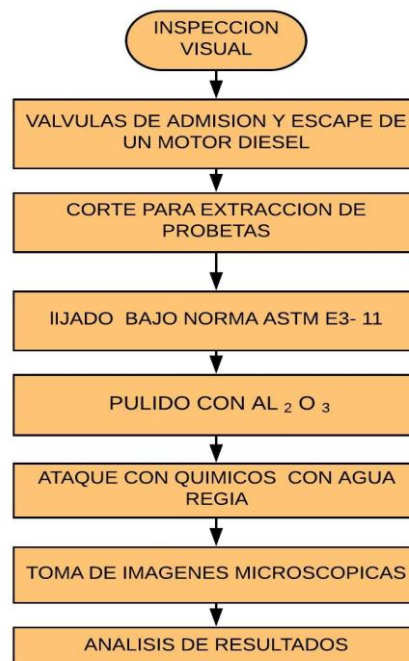 INSPECCION
VISUAL
VALVULAS DE ADMISION Y ESCAPE DE
UN MOTOR DIESEL
CORTE PARA EXTRACCION DE
PROBETAS
lIJADO BAJO NORMA ASTM E3- 11
PULIDO CON AL 2 O 3
ATAQUE CON QUIMICOS CON AGUA
REGIA
TOMA DE IMAGENES MICROSCOPICAS
ANALISIS DE RESULTADOS